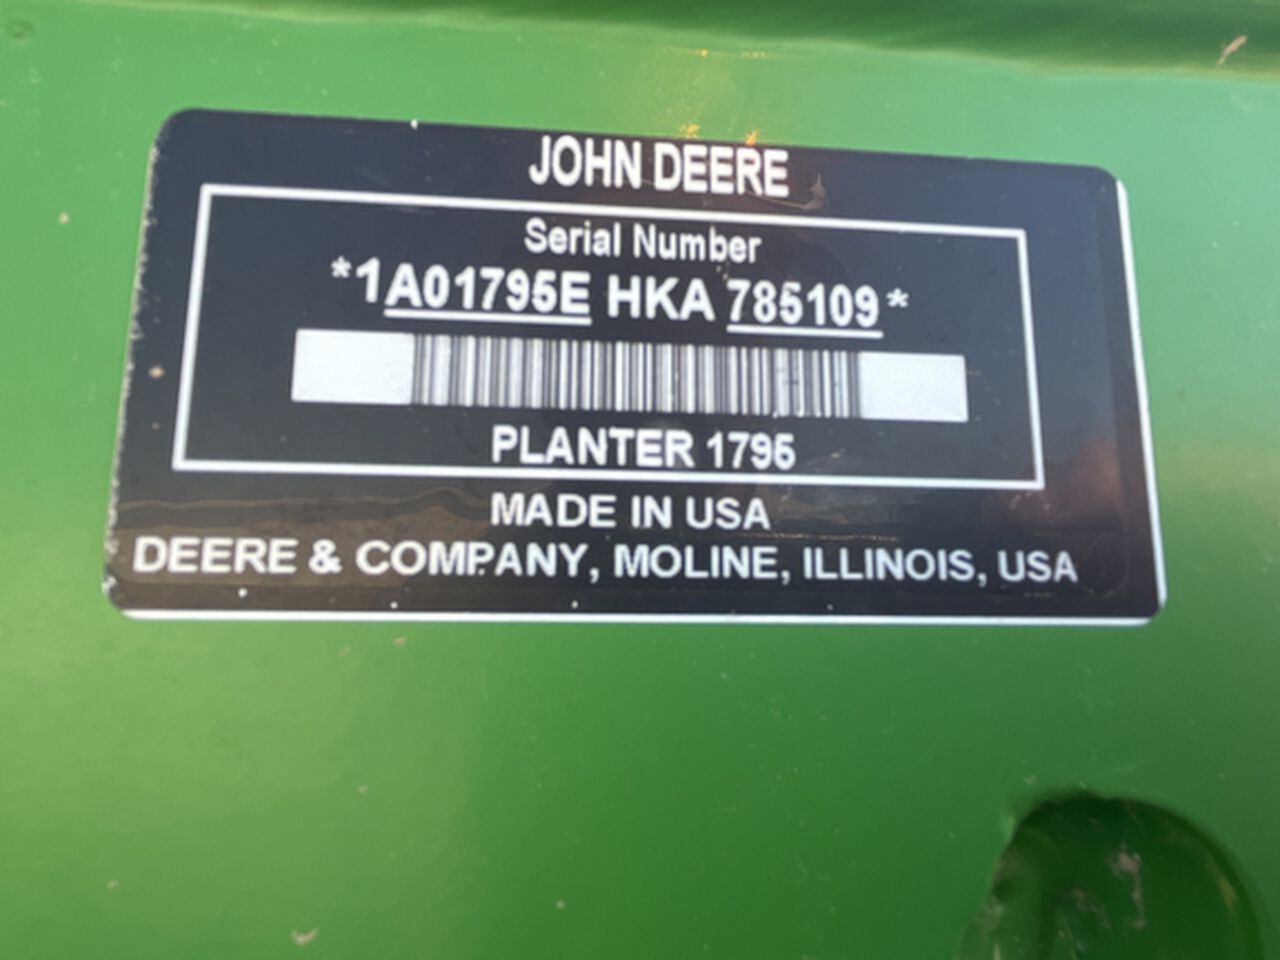 JOHN DEERE
Serial Number
*1A01795E HKA 785109*
PLANTER 1795
MADE IN USA
DEERE & COMPANY, MOLINE, ILLINOIS, USA